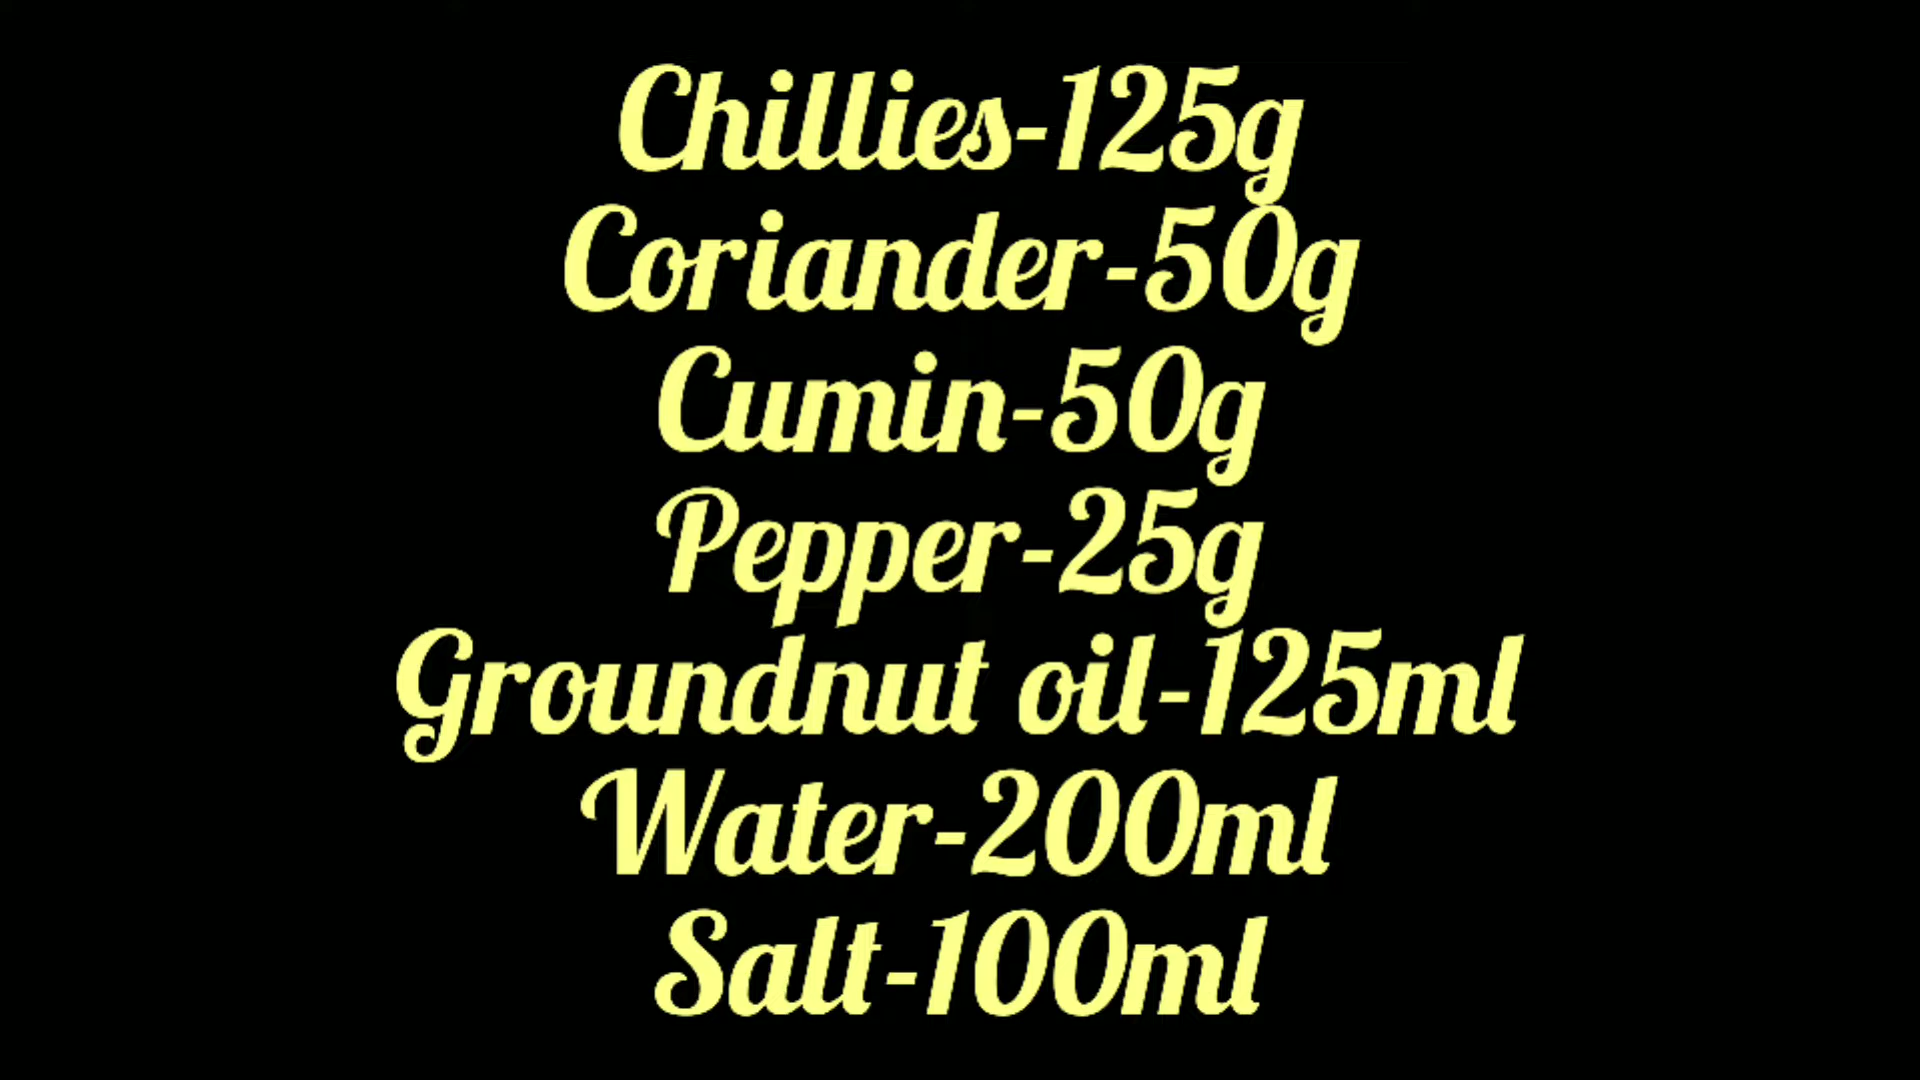 Chillies-125g
Coriander-50g
Cumin-50g
Pepper-25g
Groundnut oil-125ml
Water-200ml
Salt-100ml